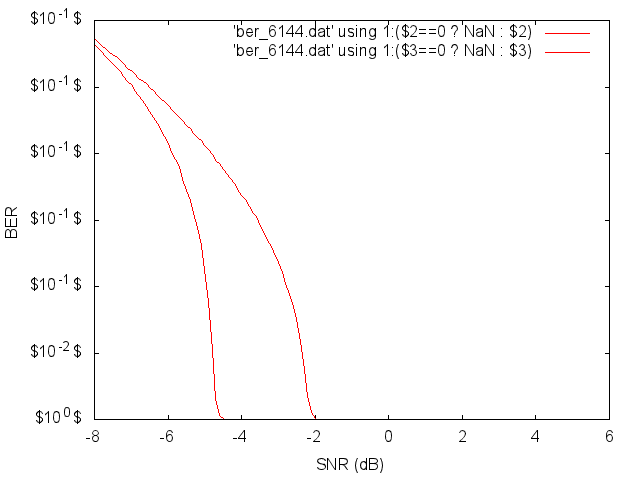 'ber_6144.dat' using 1:($2==0 ? NaN : $2)
'ber_6144.dat' using 1:($3==0 ? NaN : $3)
$10^-1 $
$10^-1 $
$10^-1 $
$10^-1 $
$10^-1 $
$10^-2 $
$10^0 $
BER
-8 -6 -4 -2 0 2 4 6
SNR (dB)